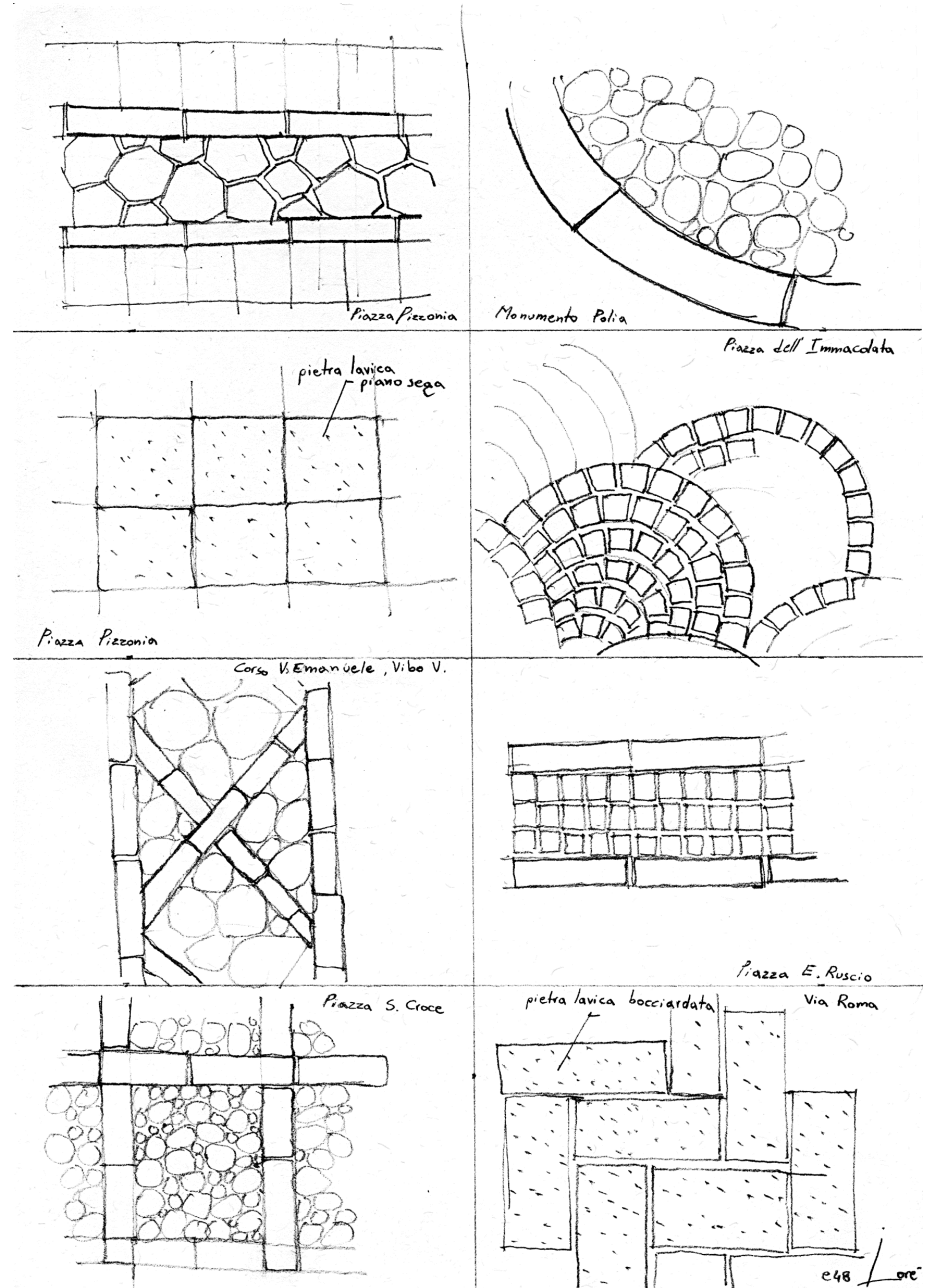 Piazza Pizzonia
Monumento Polia
pietra lavica
piano sega
Piazza Pizzonia
Piazza dell' Immacolata
Corso V. Emanuele, Vibo V.
Piazza E. Ruscio
Piazza S. Croce
pietra lavica bocciardata
Via Roma
e48